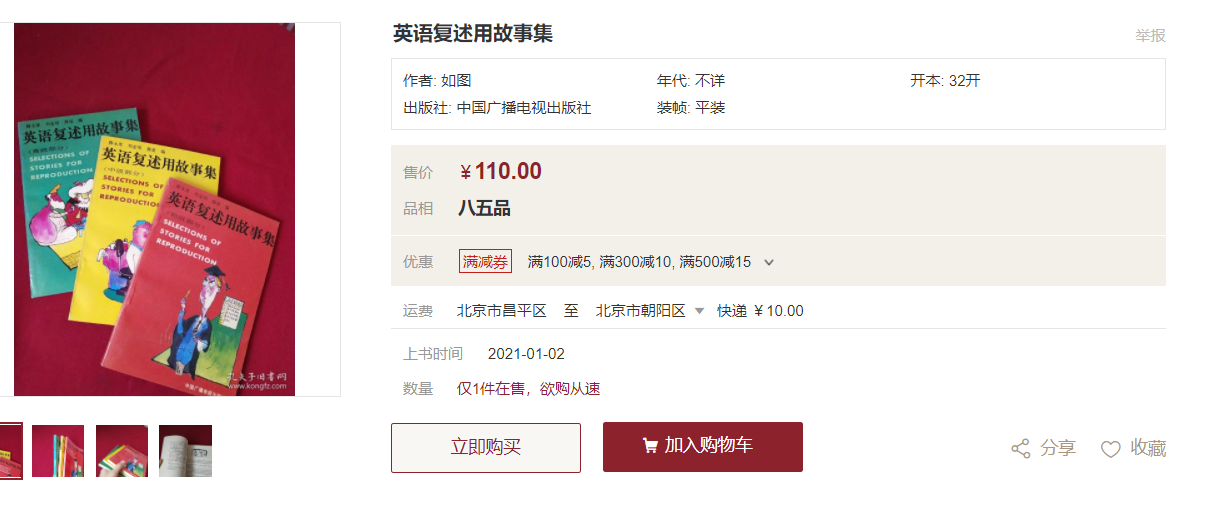 英语复述用故事集
举报
作者: 如图
年代: 不详
开本: 32开
出版社: 中国广播电视出版社
装帧: 平装
售价
￥110.00
品相
八五品
优惠
满减券
满100减5, 满300减10, 满500减15
运费
北京市昌平区
至
北京市朝阳区
快递 ￥10.00
上书时间
2021-01-02
数量
仅1件在售，欲购从速
立即购买
加入购物车
分享
收藏
英语复述用故事集
SELECTIONS OF
STORIES FOR
REPRODUCTION
英语复述用故事集
(中级部分)
SELECTIONS OF
STORIES FOR
REPRODUCTION
英语复述用故事集
SELECTIONS OF
STORIES FOR
REPRODUCTION
孔夫子旧书网
www.kongfz.com